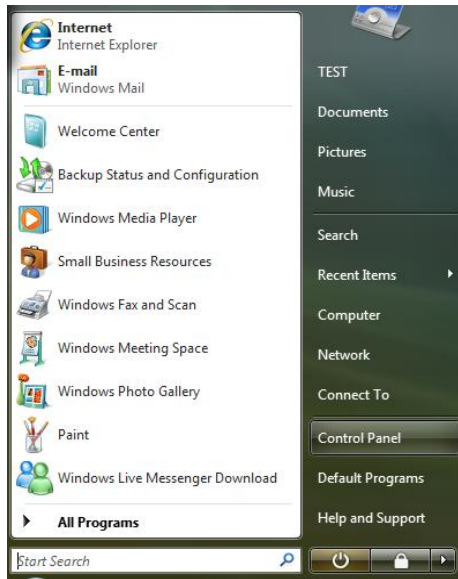 Internet
Internet Explorer
E-mail
Windows Mail
Welcome Center
Backup Status and Configuration
Windows Media Player
Small Business Resources
Windows Fax and Scan
Windows Meeting Space
Windows Photo Gallery
Paint
Windows Live Messenger Download
All Programs
Start Search
TEST
Documents
Pictures
Music
Search
Recent Items
Computer
Network
Connect To
Control Panel
Default Programs
Help and Support